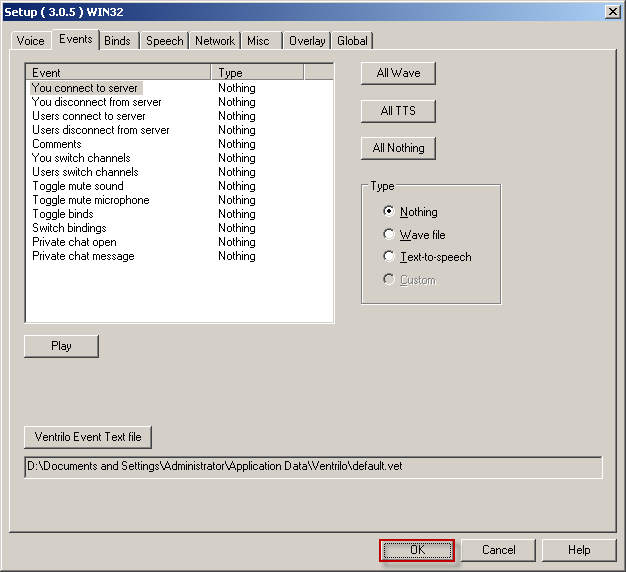 Setup ( 3.0.5 ) WIN32
Voice Events Binds Speech Network Misc Overlay Global
Event Type
You connect to server Nothing
You disconnect from server Nothing
Users connect to server Nothing
Users disconnect from server Nothing
Comments Nothing
You switch channels Nothing
Users switch channels Nothing
Toggle mute sound Nothing
Toggle mute microphone Nothing
Toggle binds Nothing
Switch bindings Nothing
Private chat open Nothing
Private chat message Nothing
All Wave
All TTS
All Nothing
Type
Nothing
Wave file
Text-to-speech
Custom
Play
Ventrilo Event Text file
D:\Documents and Settings\Administrator\Application Data\Ventrilo\default.vet
OK Cancel Help